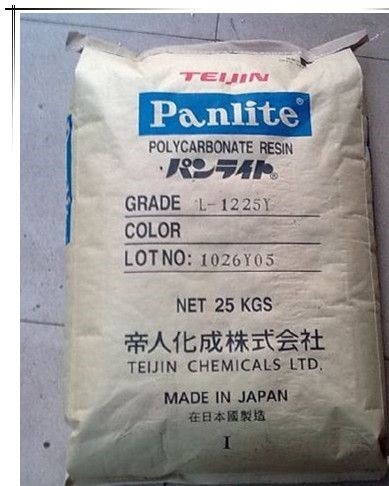 TEIJIN
Panlite®
POLYCARBONATE RESIN
パンライト®
GRADE L-1225Y
COLOR
LOT NO: 1026Y05
NET 25 KGS
帝人化成株式会社
TEIJIN CHEMICALS LTD.
MADE IN JAPAN
在日本國製造
I